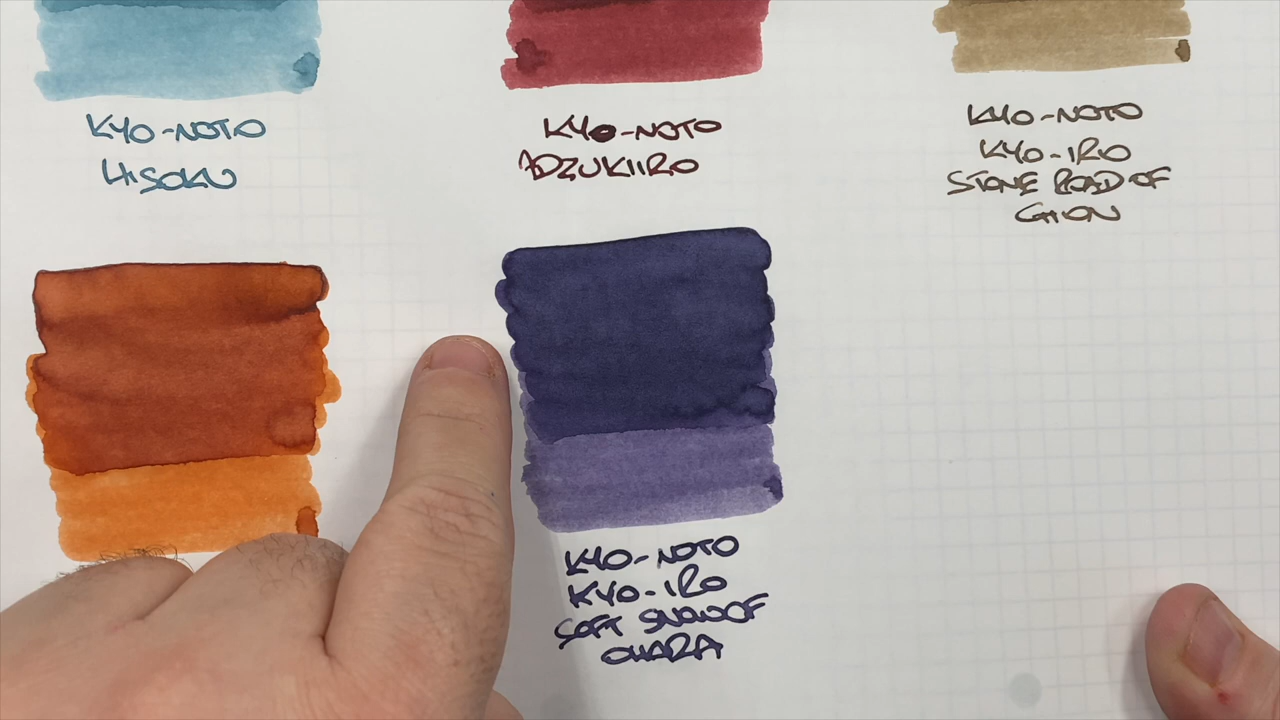 KYO-NOTO
HISOKU
KYO-NOTO
ADZUKIIRO
KYO-NOTO
KYO-IRO
STONE ROAD OF
GION
KYO-NOTO
KYO-IRO
SOFT SNOW OF
OHARA